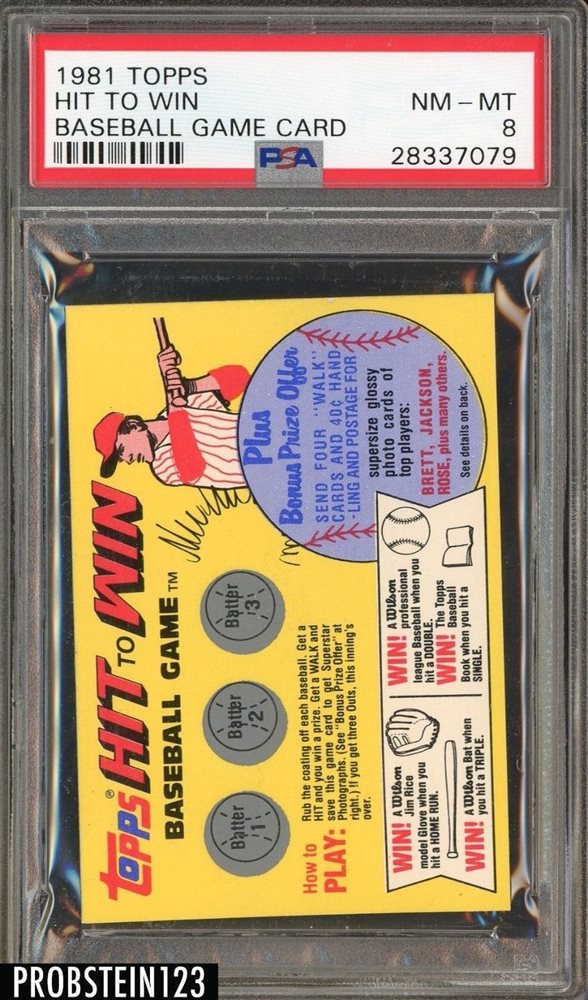 1981 TOPPS
HIT TO WIN
BASEBALL GAME CARD
NM - MT
8
28337079
PSA
TOPPS® HIT TO WIN
BASEBALL GAME™
Batter
1
Batter
2
Batter
3
Plus
Bonus Prize Offer
SEND FOUR "WALK"
CARDS AND 40¢ HAND
-LING AND POSTAGE FOR
supersize glossy
photo cards of
top players:
BRETT, JACKSON,
ROSE, plus many others.
See details on back.
How to
PLAY:
Rub the coating off each baseball. Get a
HIT and you win a prize. Get a WALK and
save this game card to get Superstar
Photographs. (See "Bonus Prize Offer" at
right.) If you get three Outs, this inning's
over.
WIN! A Wilson
Jim Rice
model Glove when you
hit a HOME RUN.
WIN! A Wilson Bat when
you hit a TRIPLE.
WIN! A Wilson
professional
league Baseball when you
hit a DOUBLE.
WIN! The Topps
Baseball
Book when you hit a
SINGLE.
PROBSTEIN123